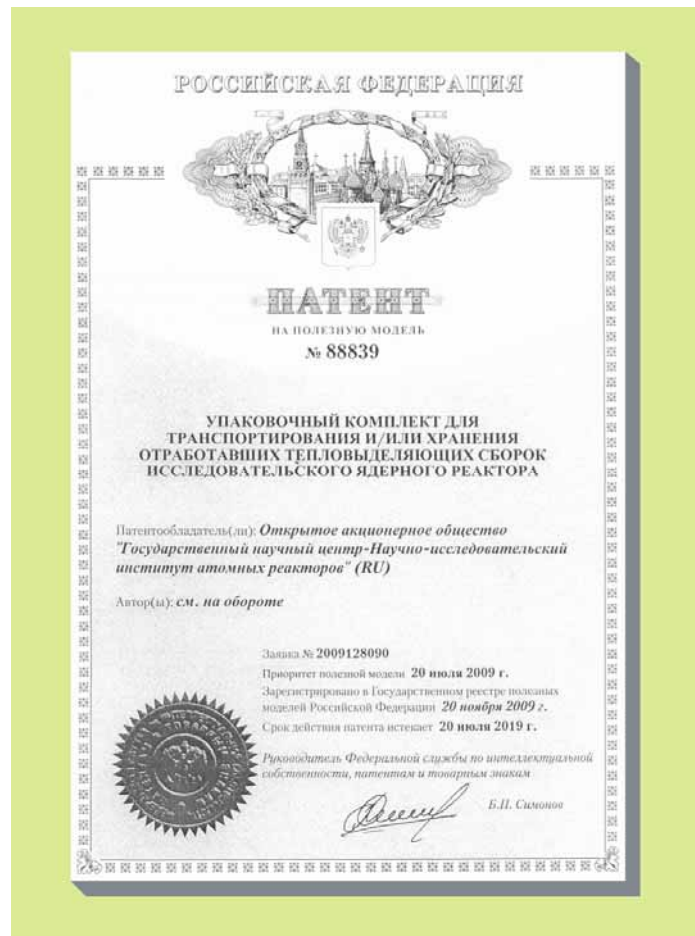 РОССИЙСКАЯ ФЕДЕРАЦИЯ
ПАТЕНТ
НА ПОЛЕЗНУЮ МОДЕЛЬ
№ 88839
УПАКОВОЧНЫЙ КОМПЛЕКТ ДЛЯ
ТРАНСПОРТИРОВАНИЯ И/ИЛИ ХРАНЕНИЯ
ОТРАБОТАВШИХ ТЕПЛОВЫДЕЛЯЮЩИХ СБОРОК
ИССЛЕДОВАТЕЛЬСКОГО ЯДЕРНОГО РЕАКТОРА
Патентообладатель(ли): Открытое акционерное общество
"Государственный научный центр-Научно-исследовательский
институт атомных реакторов" (RU)
Автор(ы): см. на обороте
Заявка № 2009128090
Приоритет полезной модели 20 июля 2009 г.
Зарегистрировано в Государственном реестре полезных
моделей Российской Федерации 20 ноября 2009 г.
Срок действия патента истекает 20 июля 2019 г.
Руководитель Федеральной службы по интеллектуальной
собственности, патентам и товарным знакам
Б.П. Симонов